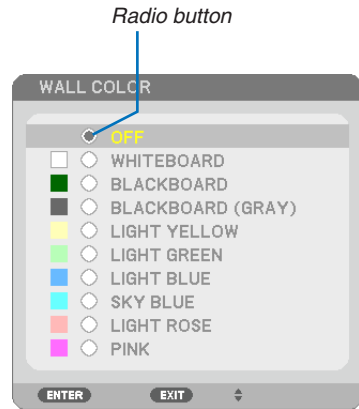 Radio button
WALL COLOR
OFF
WHITEBOARD
BLACKBOARD
BLACKBOARD (GRAY)
LIGHT YELLOW
LIGHT GREEN
LIGHT BLUE
SKY BLUE
LIGHT ROSE
PINK
ENTER EXIT